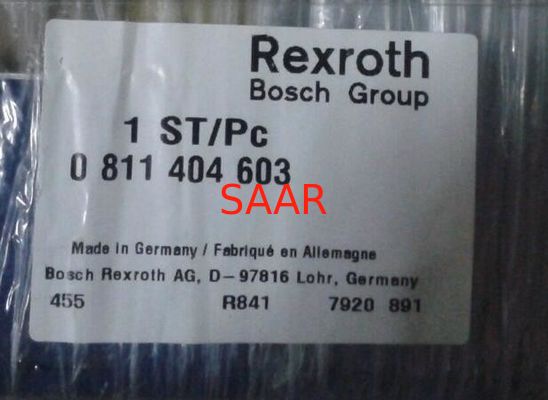 Rexroth
Bosch Group
1 ST/Pc
0 811 404 603
SAAR
Made in Germany / Fabriqué en Allemagne
Bosch Rexroth AG, D-97816 Lohr, Germany
455 R841 7920 891